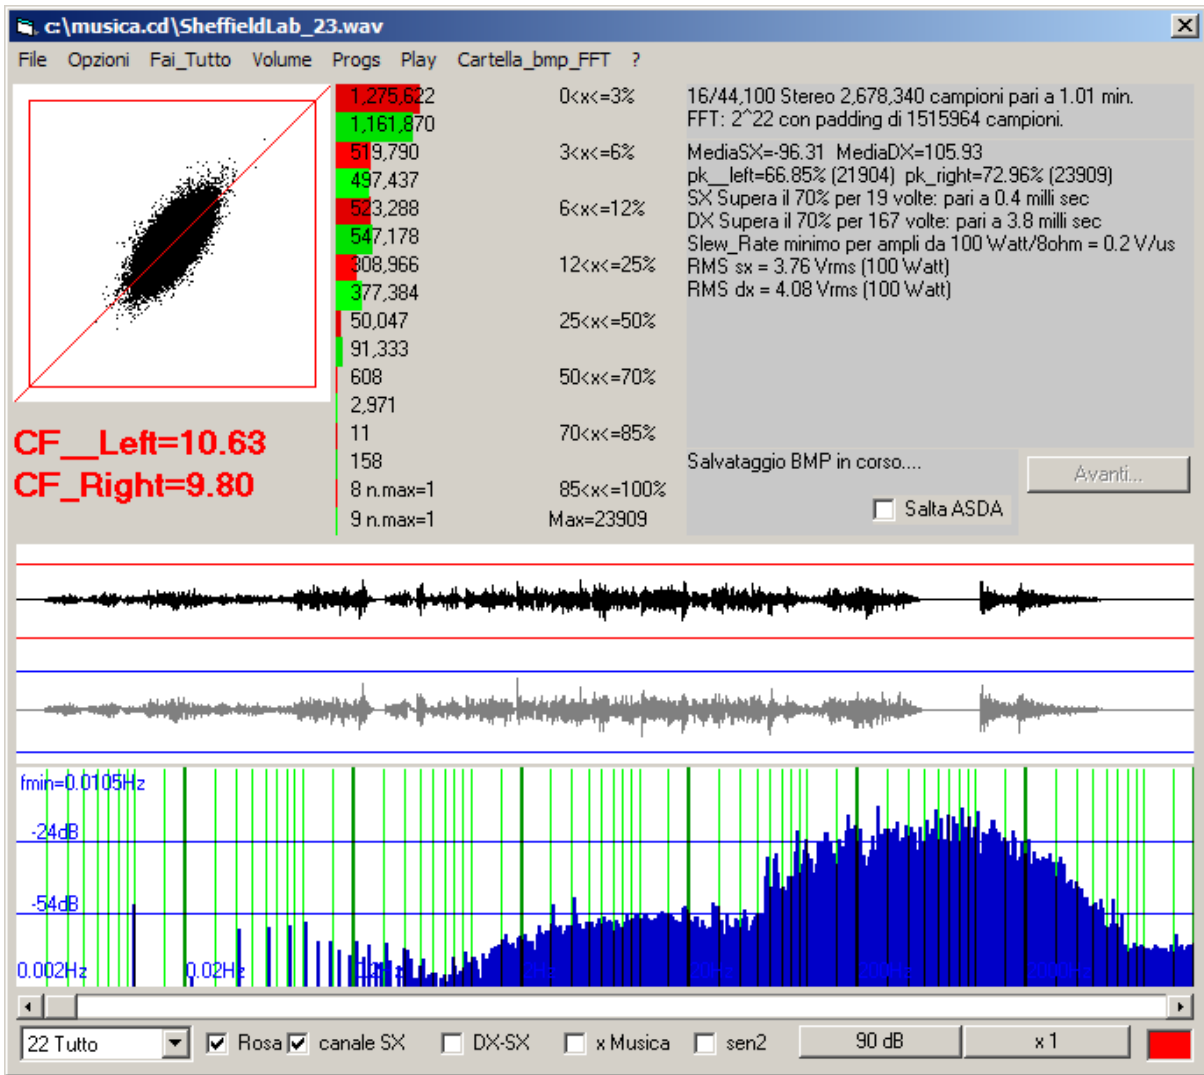 c:\musica.cd\SheffieldLab_23.wav
File Opzioni Fai_Tutto Volume Progs Play Cartella_bmp_FFT ?
1,275,622 0<x<=3%
1,161,870
519,790 3<x<=6%
497,437
523,288 6<x<=12%
547,178
308,966 12<x<=25%
377,384
50,047 25<x<=50%
91,333
608 50<x<=70%
2,971
11 70<x<=85%
158
8 n.max=1 85<x<=100%
9 n.max=1 Max=23909
16/44,100 Stereo 2,678,340 campioni pari a 1.01 min.
FFT: 2^22 con padding di 1515964 campioni.
MediaSX=-96.31 MediaDX=105.93
pk__left=66.85% (21904) pk_right=72.96% (23909)
SX Supera il 70% per 19 volte: pari a 0.4 milli sec
DX Supera il 70% per 167 volte: pari a 3.8 milli sec
Slew_Rate minimo per ampli da 100 Watt/8ohm = 0.2 V/us
RMS sx = 3.76 Vrms (100 Watt)
RMS dx = 4.08 Vrms (100 Watt)
CF__Left=10.63
CF_Right=9.80
Salvataggio BMP in corso....
Avanti...
Salta ASDA
fmin=0.0105Hz
-24dB
-54dB
0.002Hz 0.02Hz 0.2Hz 2Hz 20Hz 200Hz 2000Hz
22 Tutto Rosa canale SX DX-SX x Musica sen2 90 dB x 1